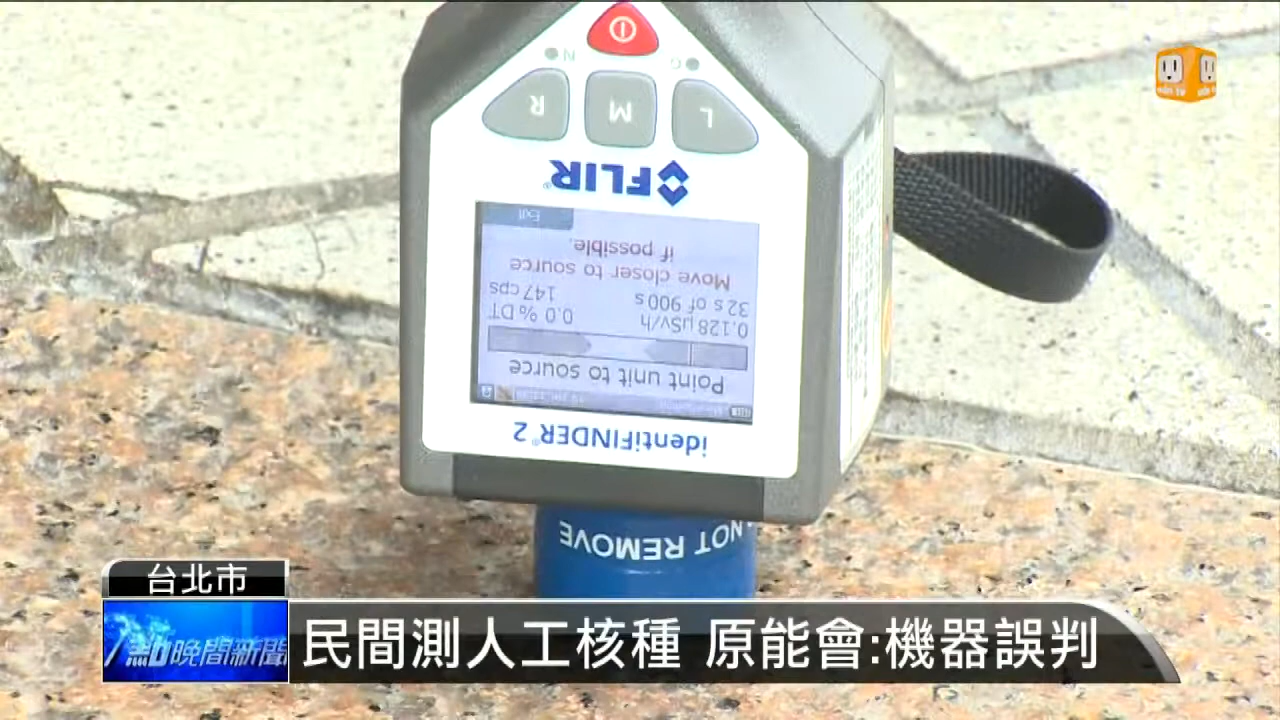 N
G
R
M
L
FLIR®
identiFINDER® 2
Point unit to source
0.128 µSv/h 0.0 % DT
32 s of 900 s 147 cps
Move closer to source
if possible.
Exit
NOT REMOVE
台北市
7點晚間新聞
民間測人工核種 原能會:機器誤判